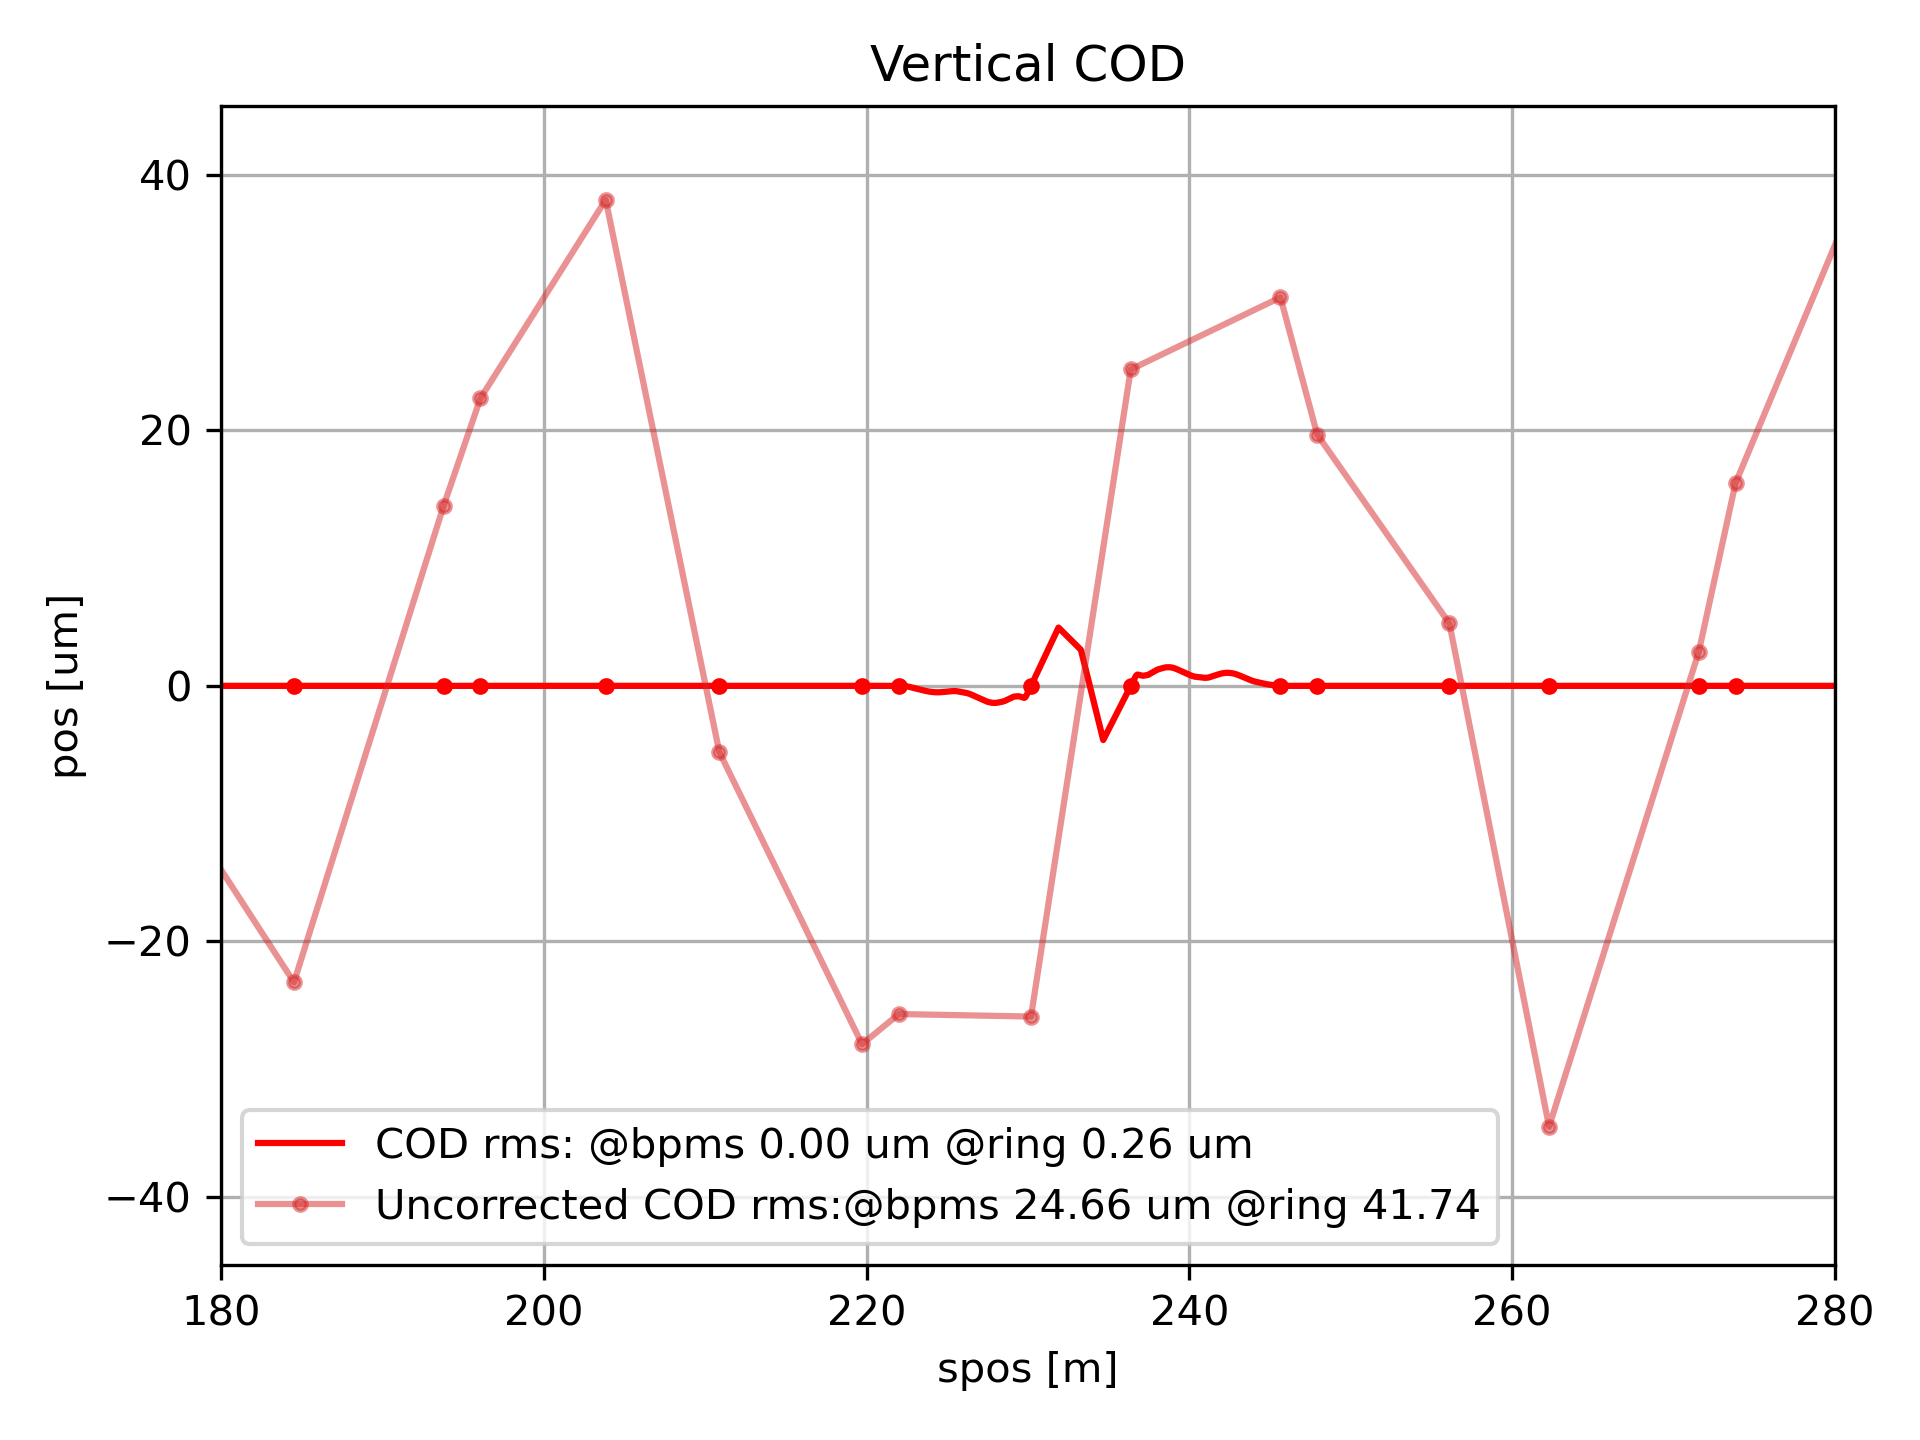 Vertical COD
40
20
0
−20
−40
pos [um]
COD rms: @bpms 0.00 um @ring 0.26 um
Uncorrected COD rms:@bpms 24.66 um @ring 41.74
180 200 220 240 260 280
spos [m]